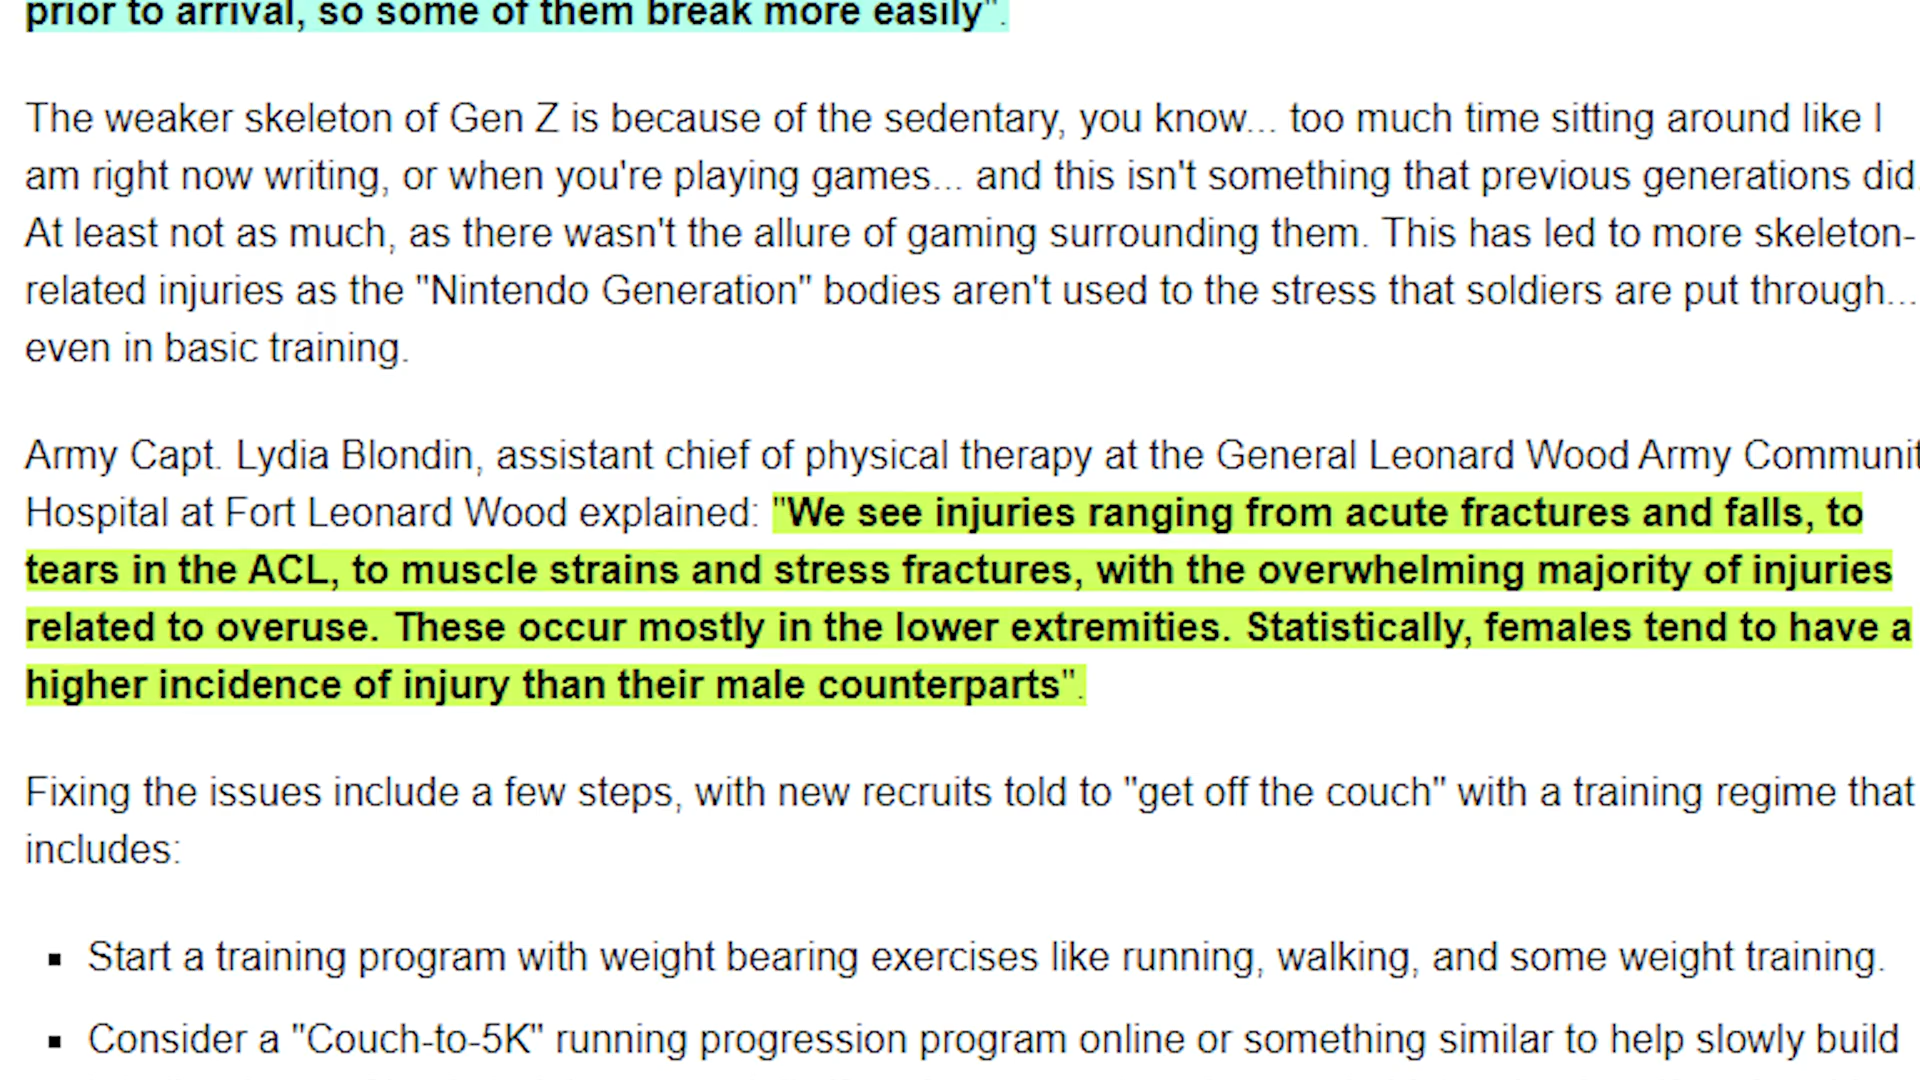 prior to arrival, so some of them break more easily".
The weaker skeleton of Gen Z is because of the sedentary, you know... too much time sitting around like I
am right now writing, or when you're playing games... and this isn't something that previous generations did.
At least not as much, as there wasn't the allure of gaming surrounding them. This has led to more skeleton-
related injuries as the "Nintendo Generation" bodies aren't used to the stress that soldiers are put through...
even in basic training.
Army Capt. Lydia Blondin, assistant chief of physical therapy at the General Leonard Wood Army Communit
Hospital at Fort Leonard Wood explained: "We see injuries ranging from acute fractures and falls, to
tears in the ACL, to muscle strains and stress fractures, with the overwhelming majority of injuries
related to overuse. These occur mostly in the lower extremities. Statistically, females tend to have a
higher incidence of injury than their male counterparts".
Fixing the issues include a few steps, with new recruits told to "get off the couch" with a training regime that
includes:
▪ Start a training program with weight bearing exercises like running, walking, and some weight training.
▪ Consider a "Couch-to-5K" running progression program online or something similar to help slowly build